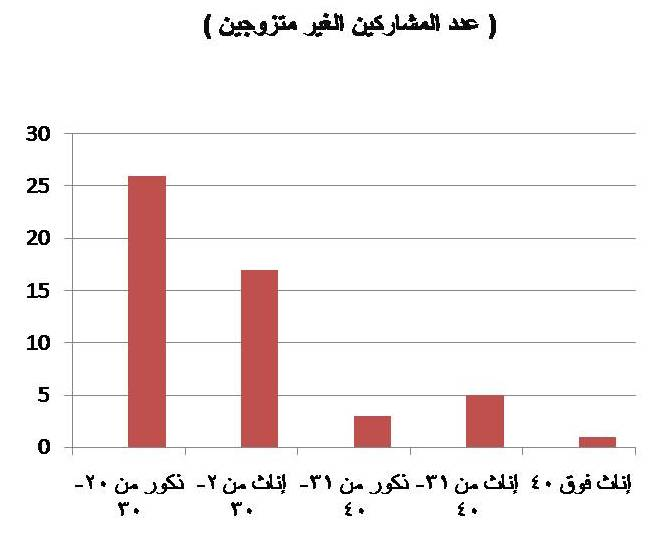 ( عدد المشاركين الغير متزوجين )
30
25
20
15
10
5
0
ذكور من ٢٠-
٣٠
إناث من ٢-
٣٠
ذكور من ٣١-
٤٠
إناث من ٣١-
٤٠
إناث فوق ٤٠